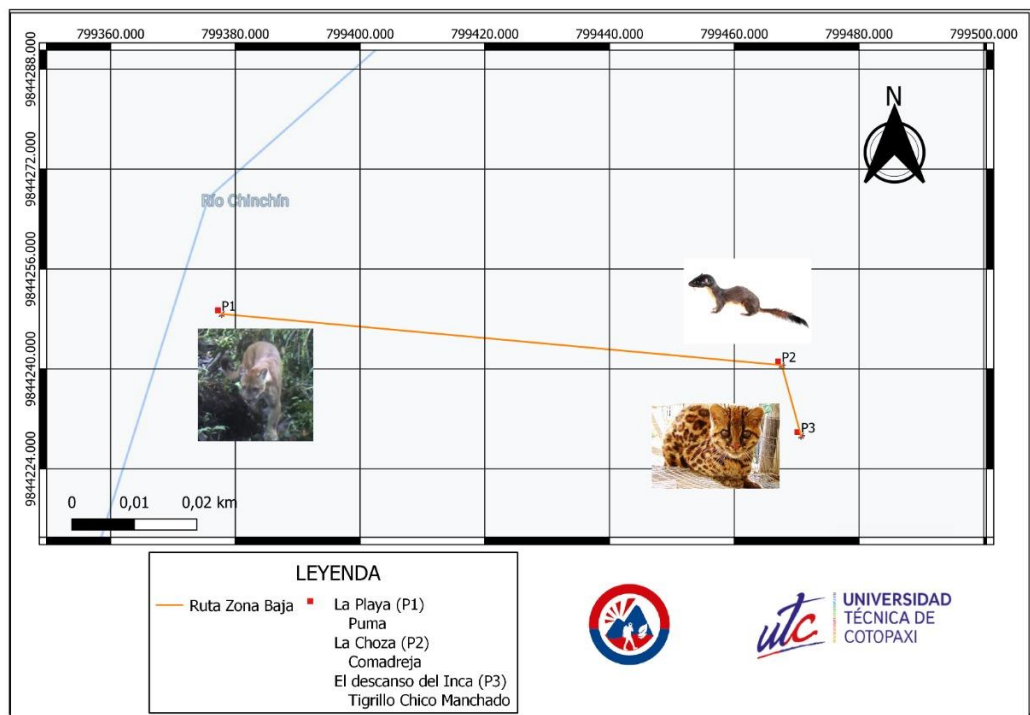 799360.000 799380.000 799400.000 799420.000 799440.000 799460.000 799480.000 799500.000
9844288.000
9844272.000
9844256.000
9844240.000
9844224.000
N
Río Chinchín
P1
P2
P3
0 0,01 0,02 km
LEYENDA
Ruta Zona Baja
La Playa (P1)
Puma
La Choza (P2)
Comadreja
El descanso del Inca (P3)
Tigrillo Chico Manchado
utc
UNIVERSIDAD
TÉCNICA DE
COTOPAXI